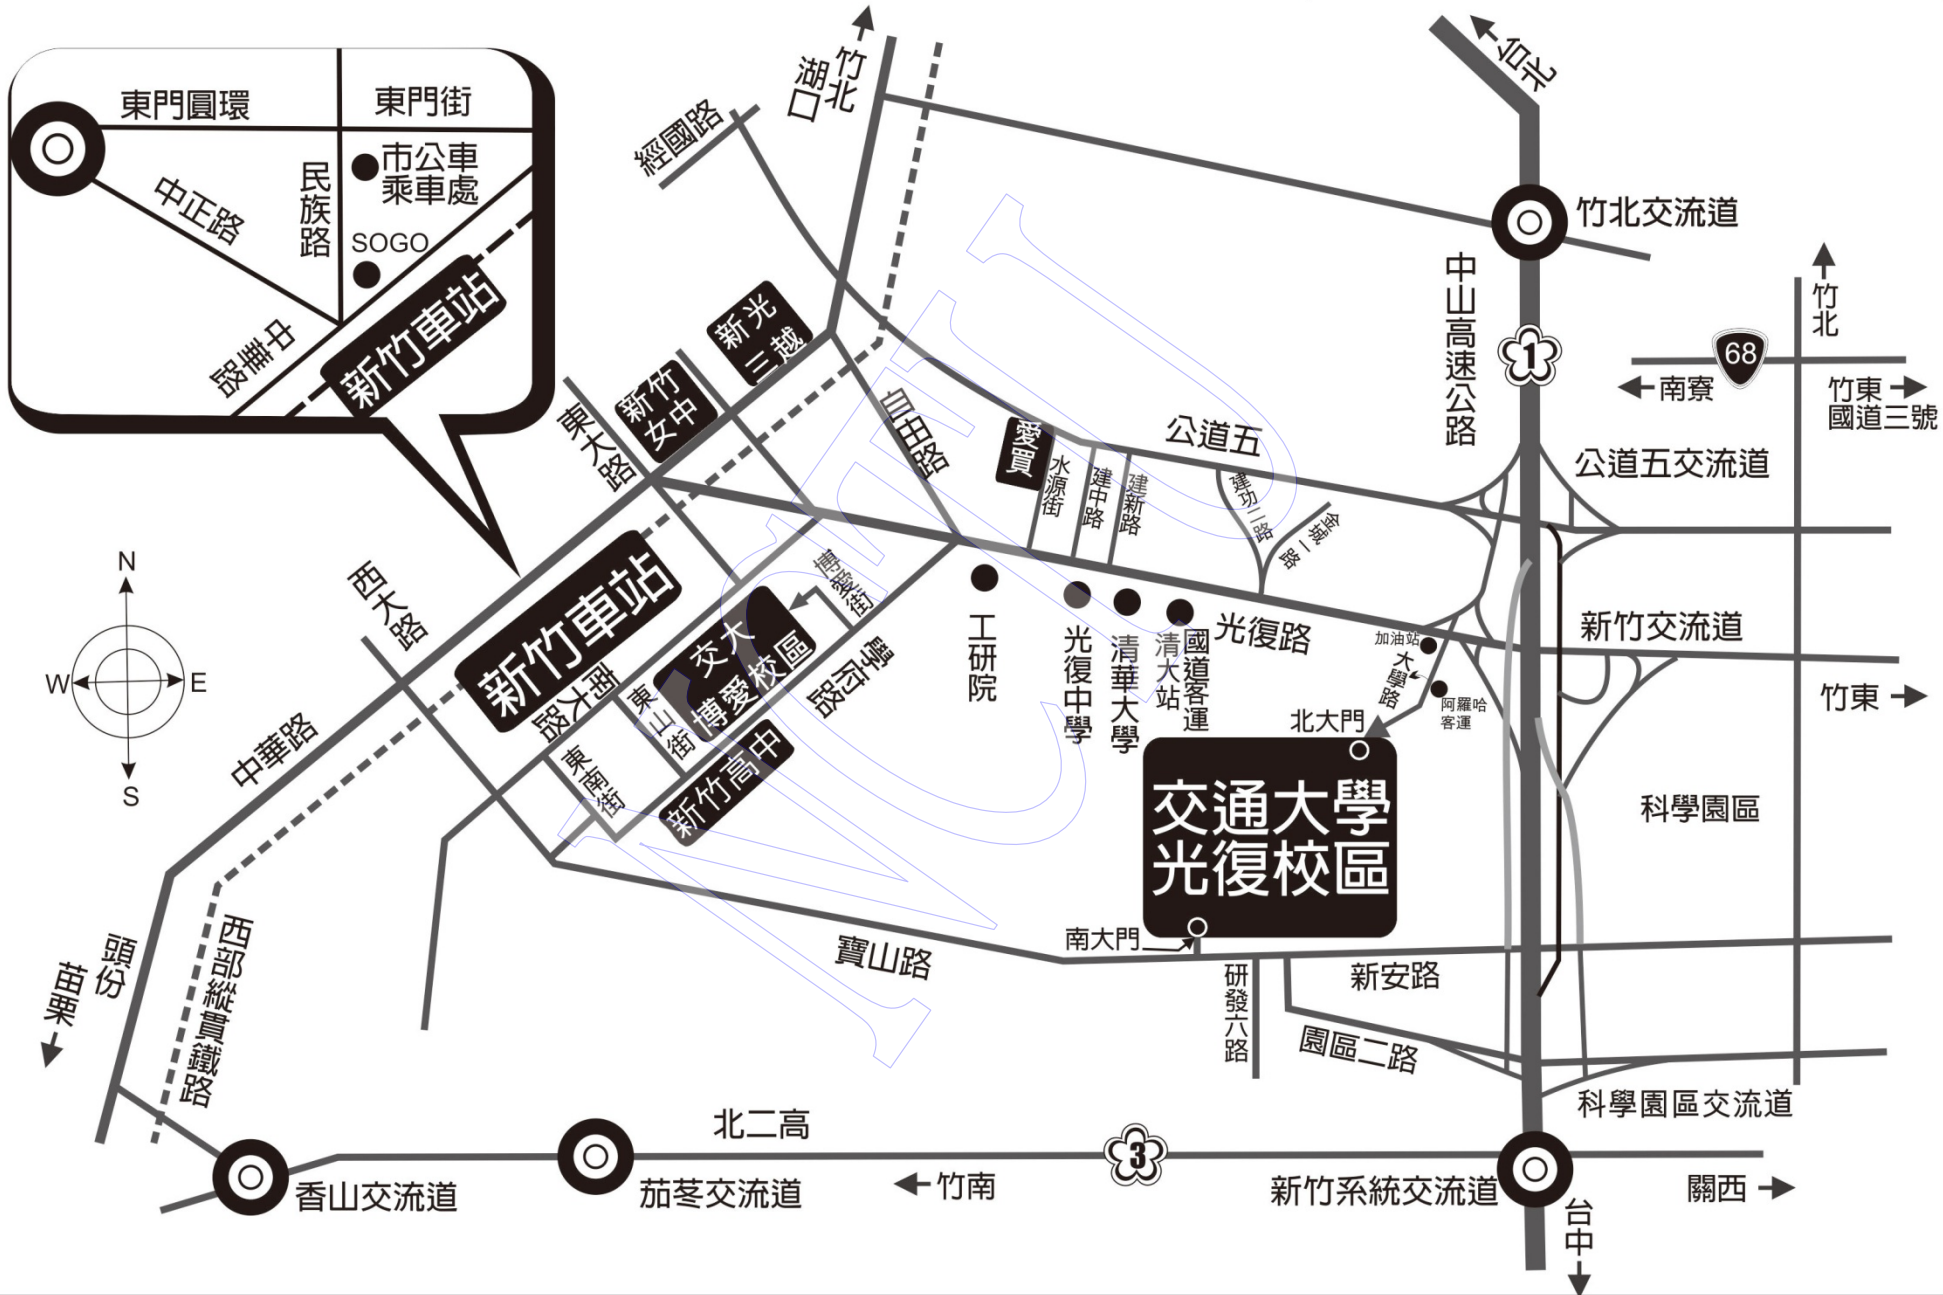 東門圓環
東門街
市公車
乘車處
民族路
中正路
SOGO
中華路
新竹車站
竹北
湖口
經國路
台北
竹北交流道
中山高速公路
1
竹北
68
南寮
竹東
國道三號
新光
三越
新竹
女中
東大路
自由路
愛買
水源街
建中路
建新路
公道五
建功二路
金城一路
公道五交流道
N
W
E
S
西大路
新竹車站
博愛街
交大
博愛校區
學府路
南大路
東山街
東南街
新竹高中
工研院
光復中學
清華大學
國道客運
清大站
光復路
加油站
大學路
阿羅哈
客運
新竹交流道
竹東
北大門
交通大學
光復校區
南大門
科學園區
中華路
頭份
苗栗
西部縱貫鐵路
寶山路
研發六路
新安路
園區二路
科學園區交流道
北二高
3
香山交流道
茄苳交流道
竹南
新竹系統交流道
關西
台中
NCTU